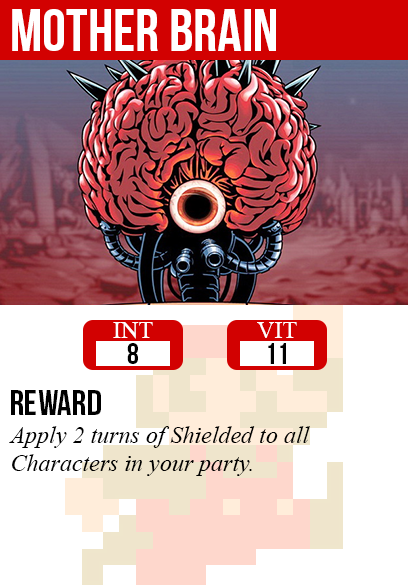 MOTHER BRAIN
INT
8
VIT
11
REWARD
Apply 2 turns of Shielded to all
Characters in your party.